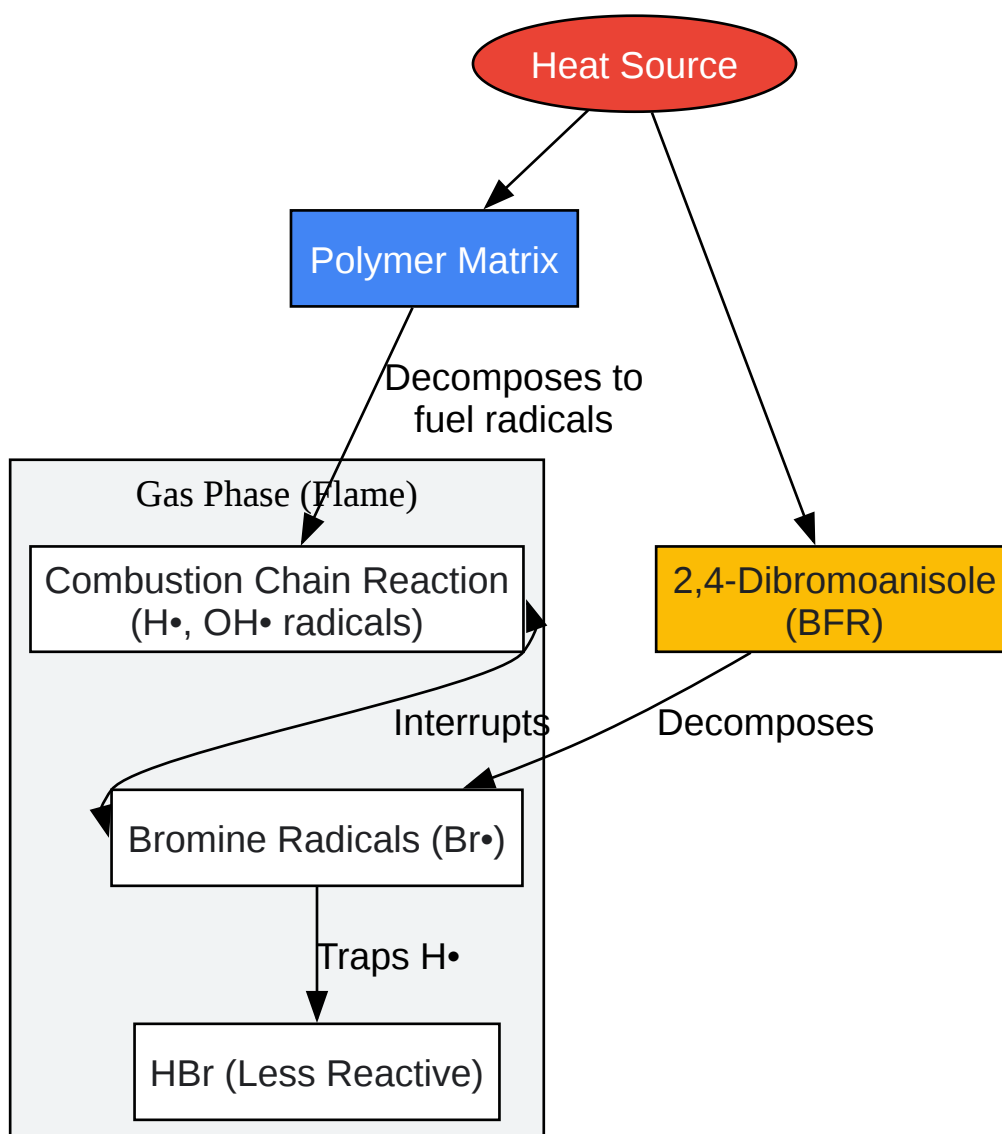 Heat Source
Polymer Matrix
Decomposes to
fuel radicals
Gas Phase (Flame)
Combustion Chain Reaction
(H•, OH• radicals)
2,4-Dibromoanisole
(BFR)
Interrupts
Decomposes
Bromine Radicals (Br•)
Traps H•
HBr (Less Reactive)